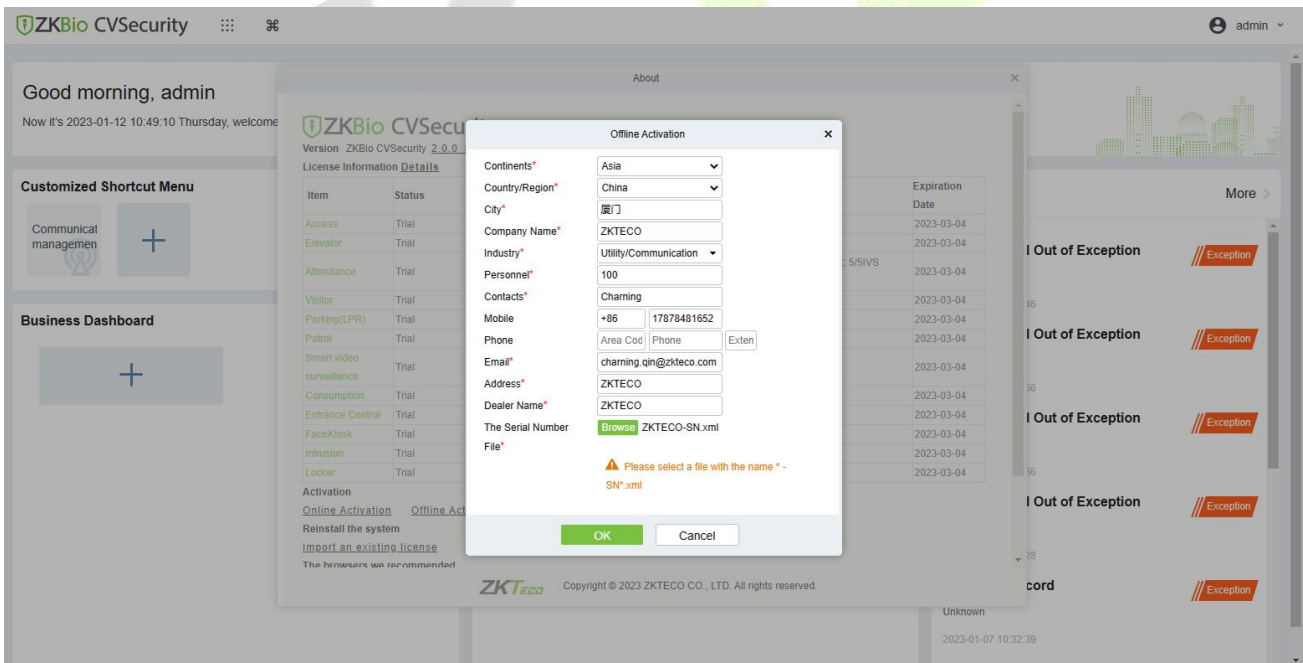 ZKBio CVSecurity
admin
Good morning, admin
Now it's 2023-01-12 10:49:10 Thursday, welcome
Customized Shortcut Menu
Communicat
managemen
Business Dashboard
About
ZKBio CVSecu
Version ZKBio CVSecurity 2.0.0
License Information Details
Item Status Expiration
Date
Access Trial 2023-03-04
Elevator Trial 2023-03-04
; 5/5IVS
Attendance Trial 2023-03-04
Visitor Trial 2023-03-04
Parking(LPR) Trial 2023-03-04
Patrol Trial 2023-03-04
Smart video
surveillance
Trial 2023-03-04
Consumption Trial 2023-03-04
Entrance Control Trial 2023-03-04
FaceKiosk Trial 2023-03-04
Intrusion Trial 2023-03-04
Locker Trial 2023-03-04
Activation
Online Activation Offline Act
Reinstall the system
Import an existing license
The browsers we recommended
ZKTeco Copyright © 2023 ZKTECO CO., LTD. All rights reserved.
Offline Activation
Continents* Asia
Country/Region* China
City* 厦门
Company Name* ZKTECO
Industry* Utility/Communication
Personnel* 100
Contacts* Charning
Mobile +86 17878481652
Phone Area Cod Phone Exten
Email* charning.qin@zkteco.com
Address* ZKTECO
Dealer Name* ZKTECO
The Serial Number
File*
Browse ZKTECO-SN.xml
Please select a file with the name * -
SN*.xml
OK Cancel
More
l Out of Exception Exception
46
l Out of Exception Exception
56
l Out of Exception Exception
36
l Out of Exception Exception
28
cord Exception
Unknown
2023-01-07 10:32:39